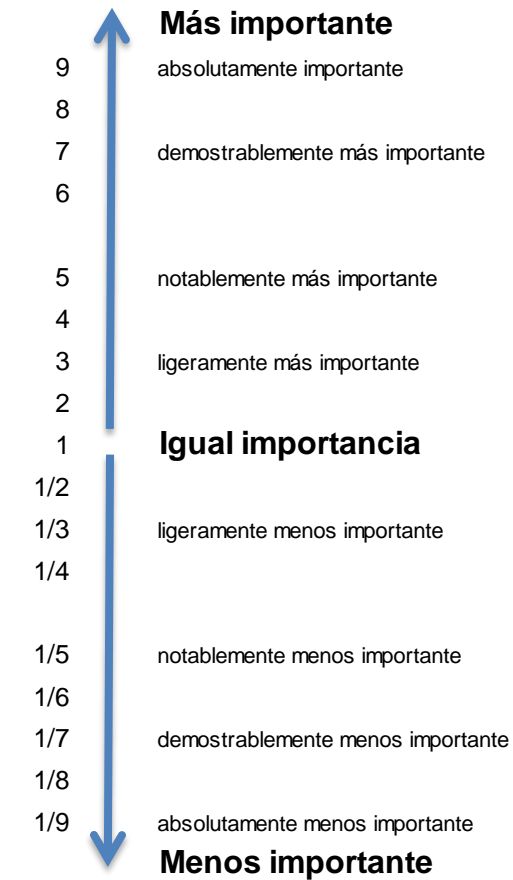 Más importante
9 absolutamente importante
8
7 demostrablemente más importante
6
5 notablemente más importante
4
3 ligeramente más importante
2
1 Igual importancia
1/2
1/3 ligeramente menos importante
1/4
1/5 notablemente menos importante
1/6
1/7 demostrablemente menos importante
1/8
1/9 absolutamente menos importante
Menos importante